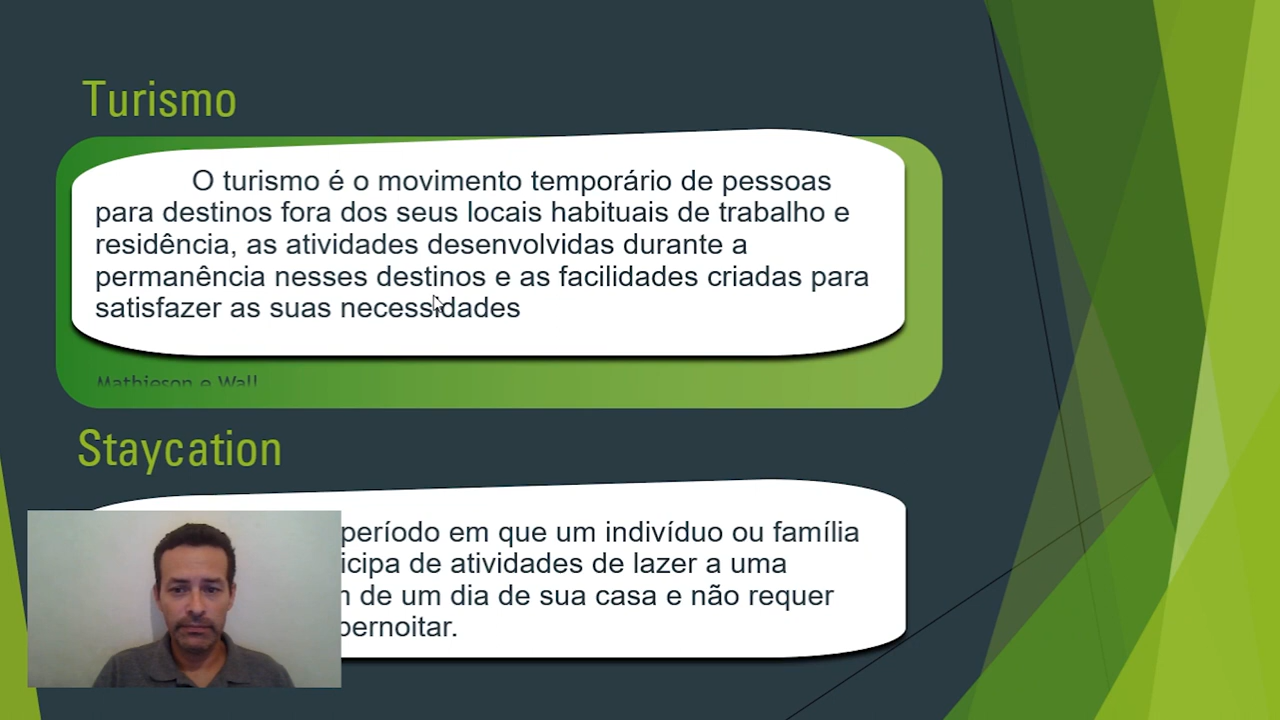 Turismo
O turismo é o movimento temporário de pessoas
para destinos fora dos seus locais habituais de trabalho e
residência, as atividades desenvolvidas durante a
permanência nesses destinos e as facilidades criadas para
satisfazer as suas necessidades
Mathieson e Wall
Staycation
período em que um indivíduo ou família
de atividades de lazer a uma
de um dia de sua casa e não requer
pernoitar.